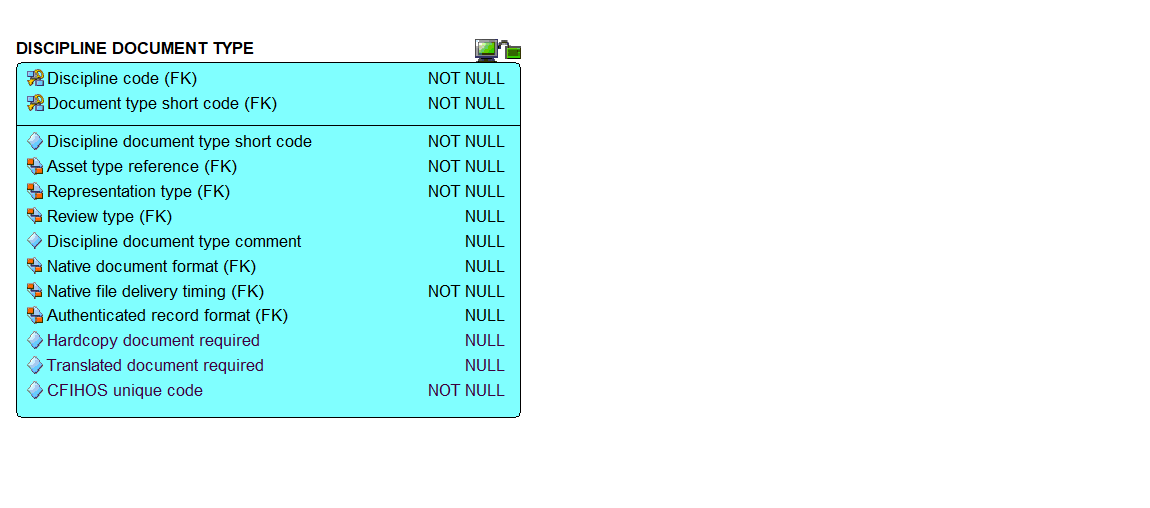 DISCIPLINE DOCUMENT TYPE
Discipline code (FK) NOT NULL
Document type short code (FK) NOT NULL
Discipline document type short code NOT NULL
Asset type reference (FK) NOT NULL
Representation type (FK) NOT NULL
Review type (FK) NULL
Discipline document type comment NULL
Native document format (FK) NULL
Native file delivery timing (FK) NOT NULL
Authenticated record format (FK) NULL
Hardcopy document required NULL
Translated document required NULL
CFIHOS unique code NOT NULL